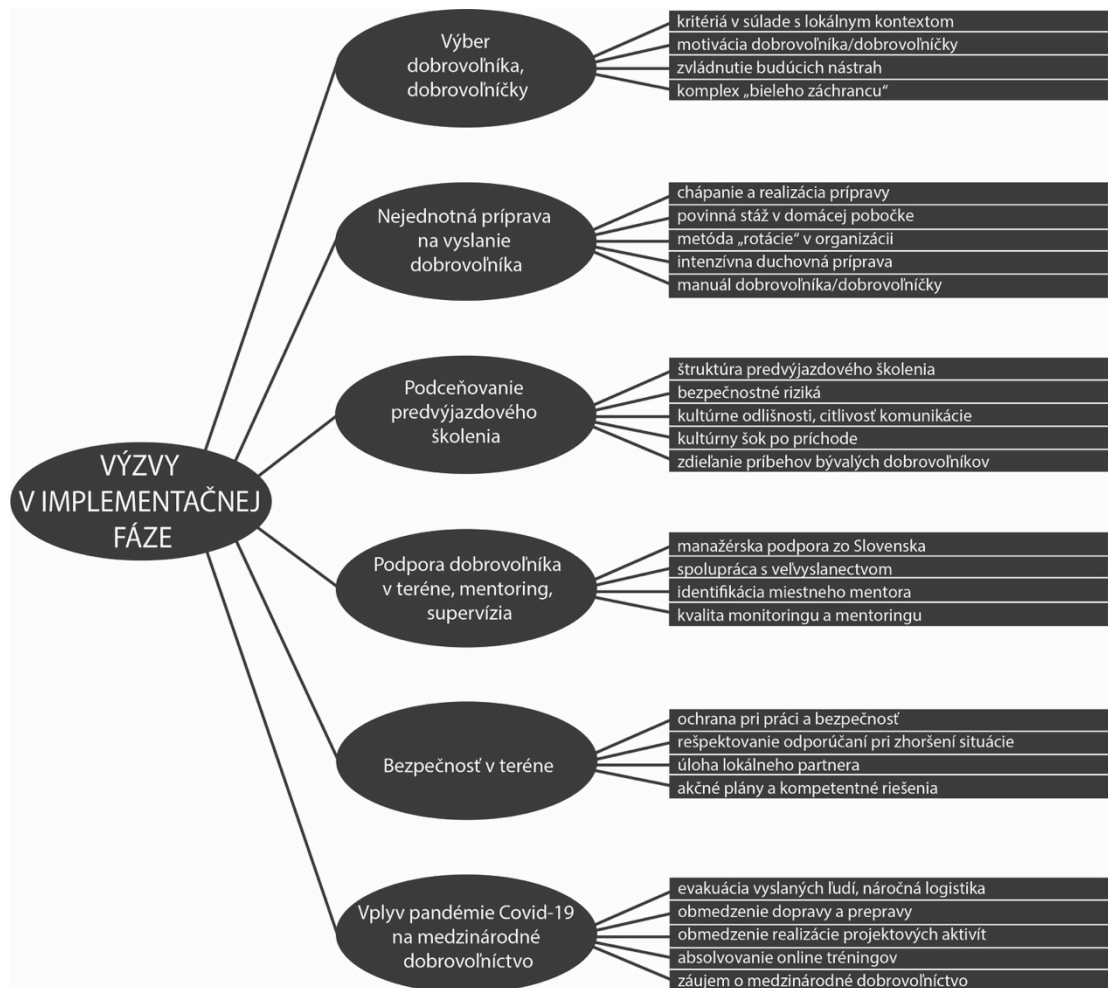 VÝZVY
V IMPLEMENTAČNEJ
FÁZE
Výber
dobrovoľníka,
dobrovoľníčky
kritériá v súlade s lokálnym kontextom
motivácia dobrovoľníka/dobrovoľníčky
zvládnutie budúcich nástrah
komplex „bieleho záchrancu“
Nejednotná príprava
na vyslanie
dobrovoľníka
chápanie a realizácia prípravy
povinná stáž v domácej pobočke
metóda „rotácie“ v organizácii
intenzívna duchovná príprava
manuál dobrovoľníka/dobrovoľníčky
Podceňovanie
predvýjazdového
školenia
štruktúra predvýjazdového školenia
bezpečnostné riziká
kultúrne odlišnosti, citlivosť komunikácie
kultúrny šok po príchode
zdieľanie príbehov bývalých dobrovoľníkov
Podpora dobrovoľníka
v teréne, mentoring,
supervízia
manažérska podpora zo Slovenska
spolupráca s veľvyslanectvom
identifikácia miestneho mentora
kvalita monitoringu a mentoringu
Bezpečnosť v teréne
ochrana pri práci a bezpečnosť
rešpektovanie odporúčaní pri zhoršení situácie
úloha lokálneho partnera
akčné plány a kompetentné riešenia
Vplyv pandémie Covid-19
na medzinárodné
dobrovoľníctvo
evakuácia vyslaných ľudí, náročná logistika
obmedzenie dopravy a prepravy
obmedzenie realizácie projektových aktivít
absolvovanie online tréningov
záujem o medzinárodné dobrovoľníctvo